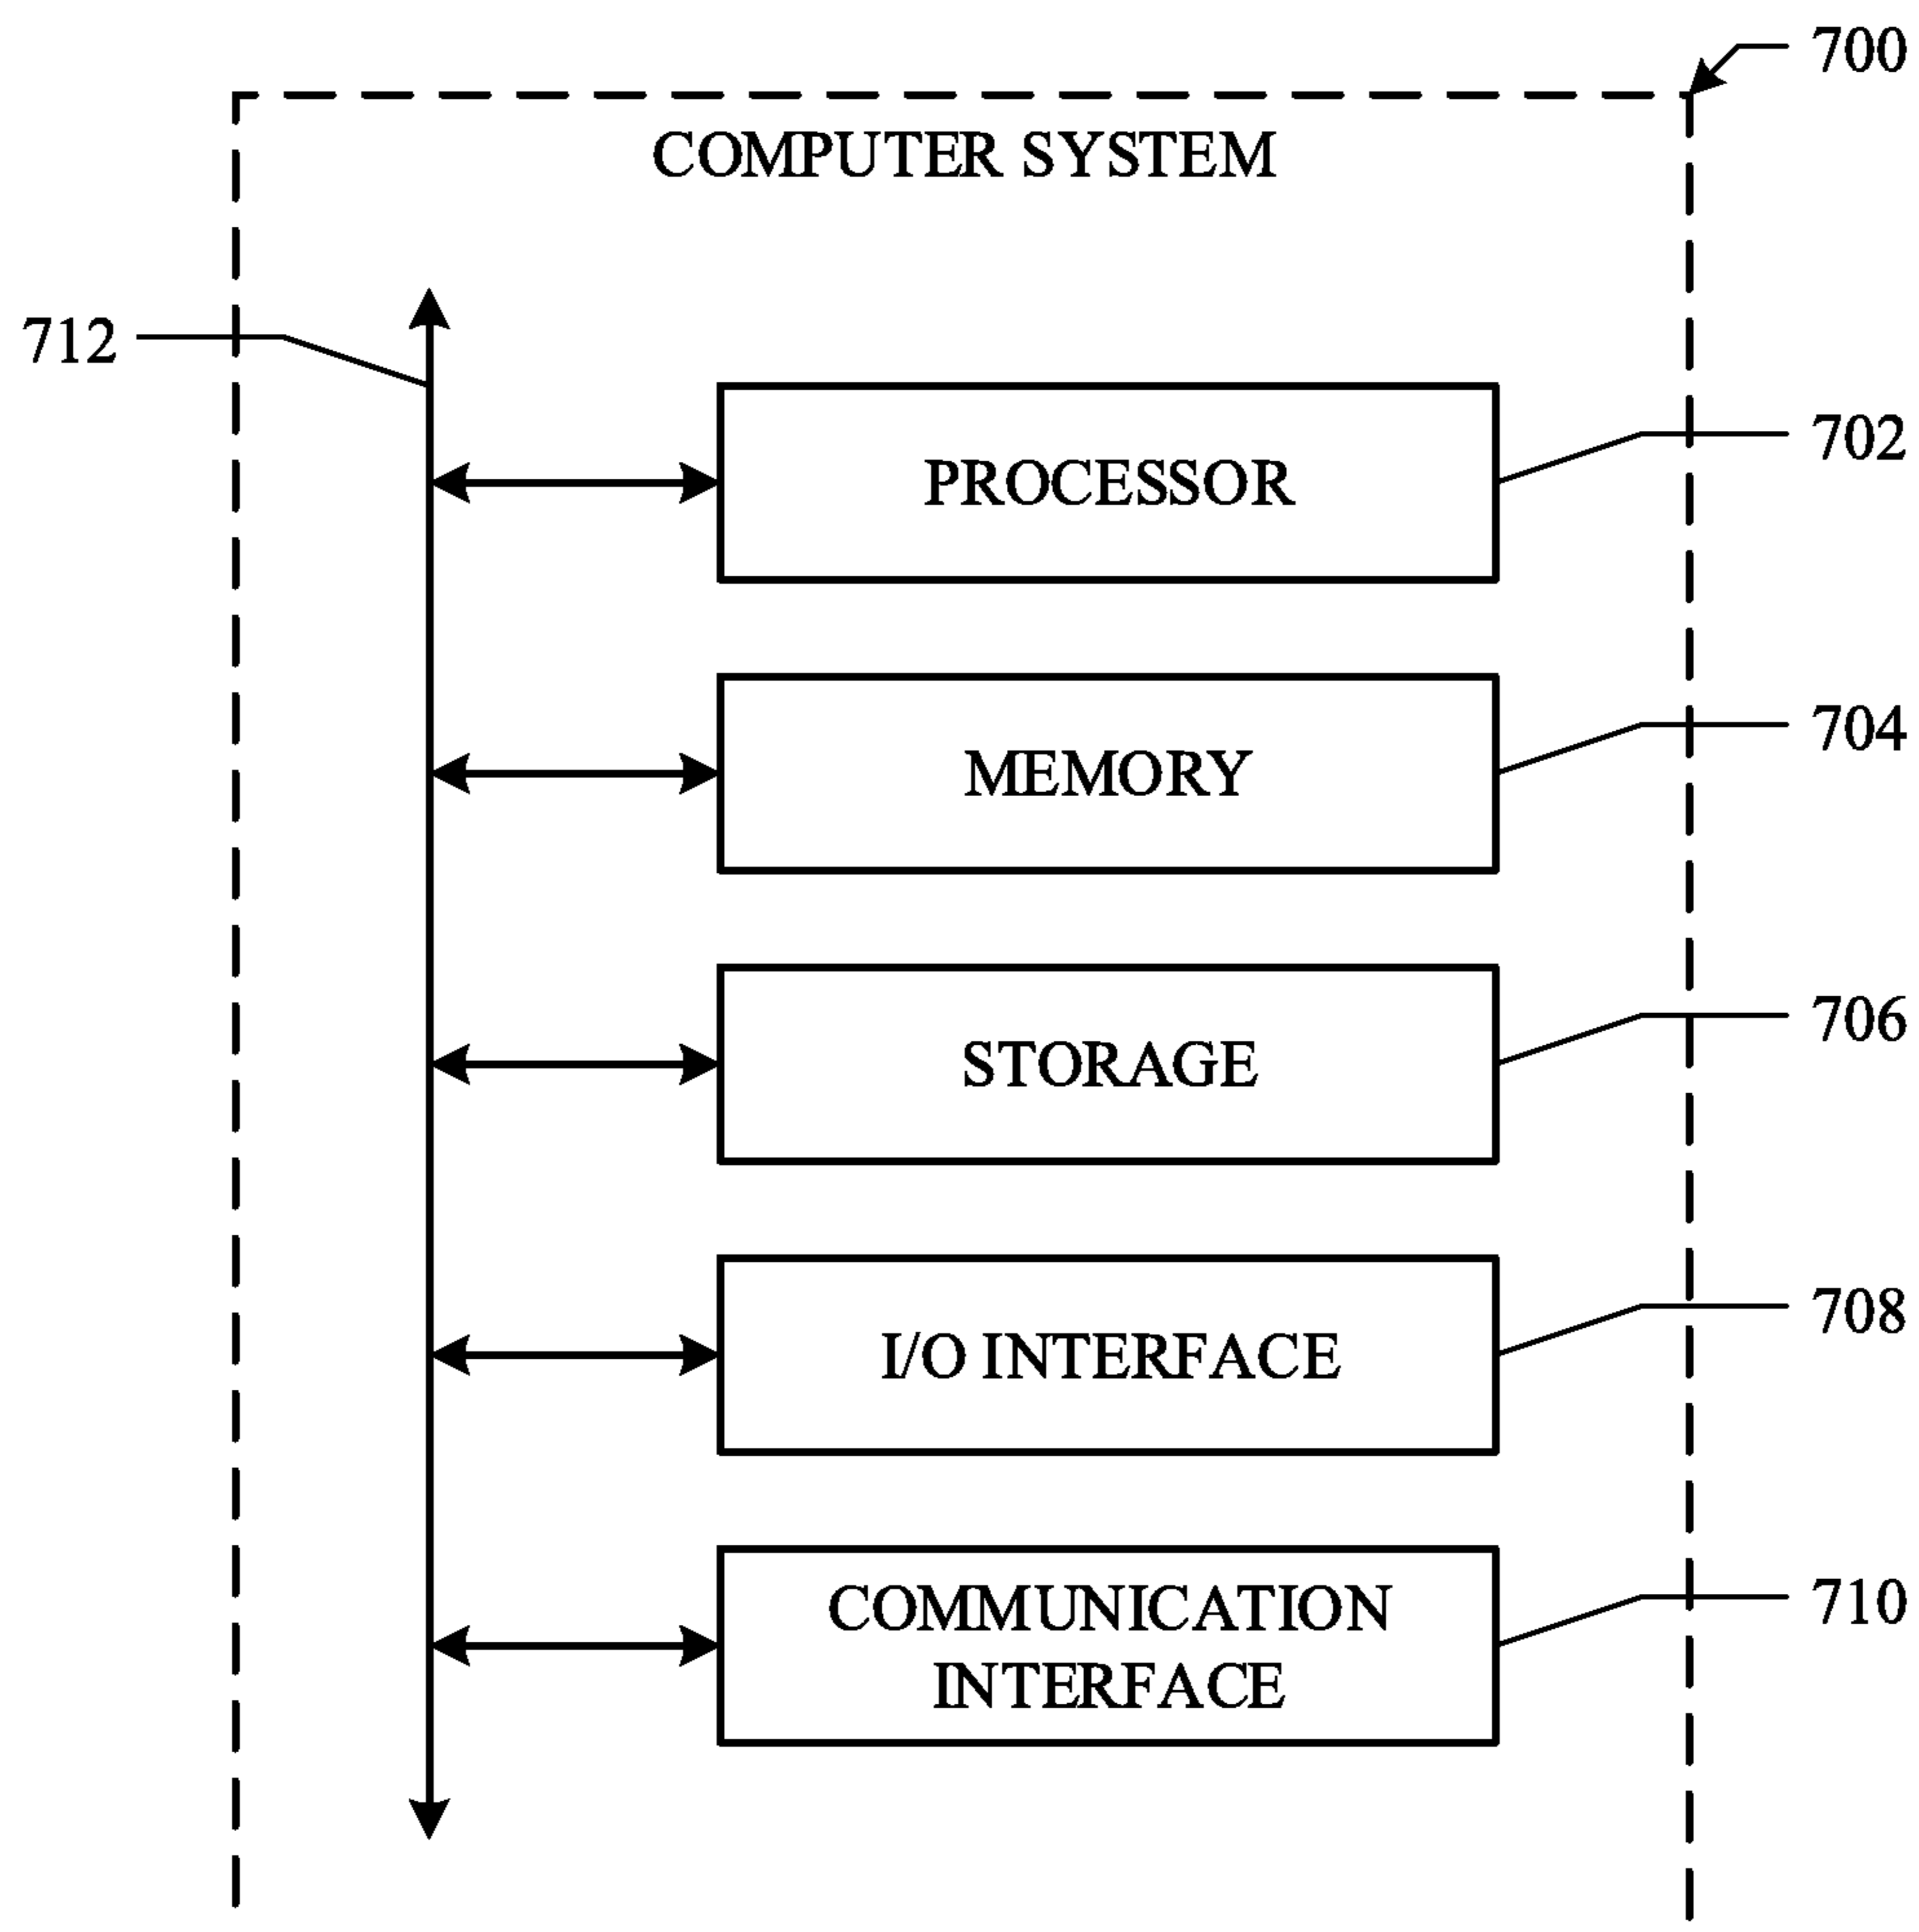 700
COMPUTER SYSTEM
712
PROCESSOR
702
MEMORY
704
STORAGE
706
I/O INTERFACE
708
COMMUNICATION
INTERFACE
710